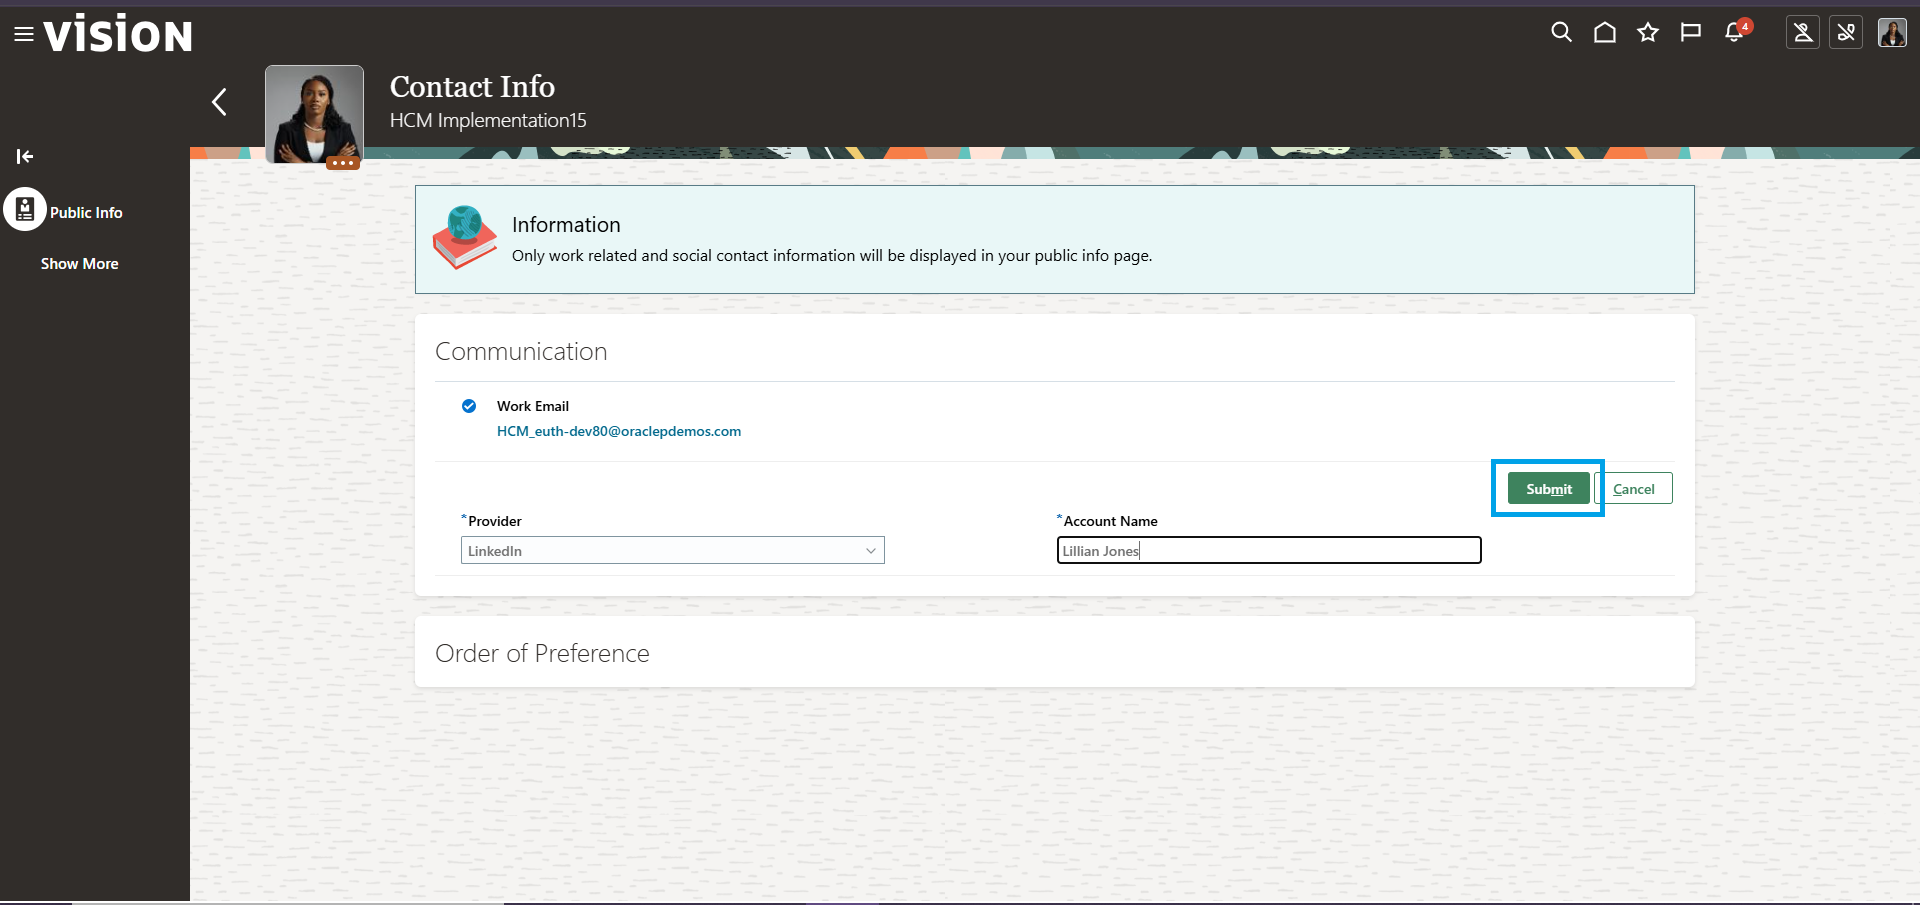 vision
4
Contact Info
HCM Implementation15
Public Info
Show More
Information
Only work related and social contact information will be displayed in your public info page.
Communication
Work Email
HCM_euth-dev80@oraclepdemos.com
Submit
Cancel
*Provider
*Account Name
LinkedIn
Lillian Jones
Order of Preference